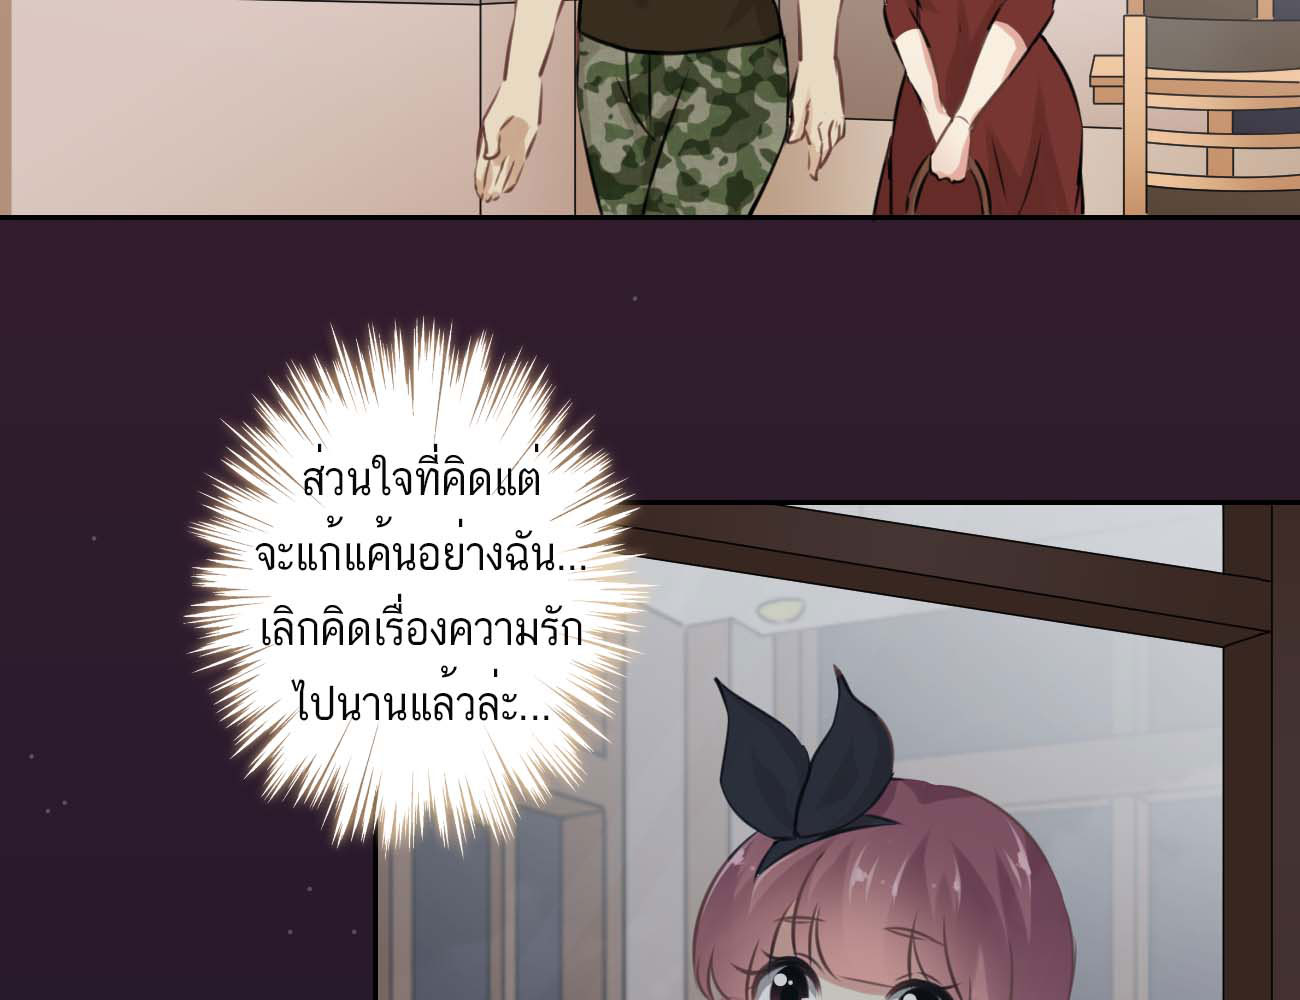 ส่วนใจที่คิดแต่
จะแก้แค้นอย่างฉัน...
เลิกคิดเรื่องความรัก
ไปนานแล้วล่ะ...